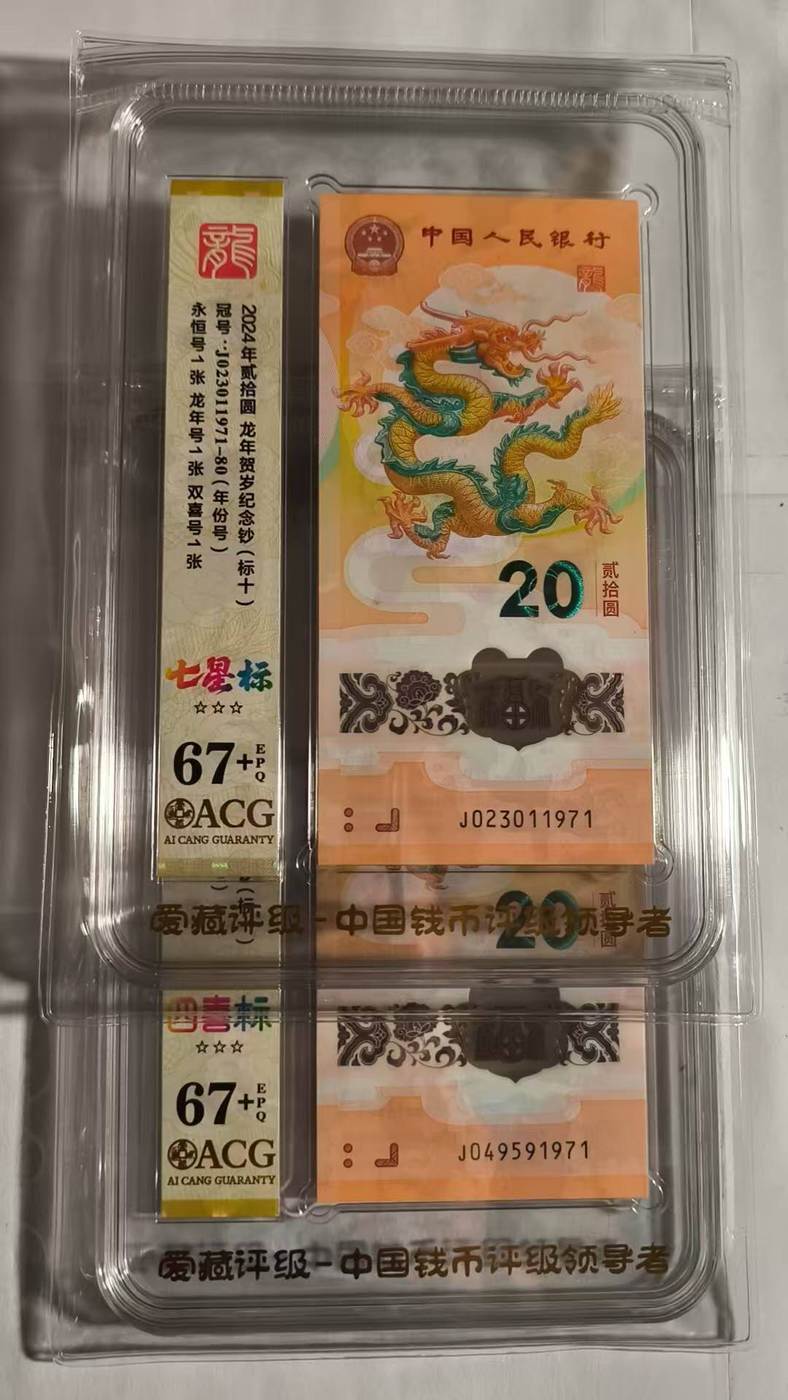 龍
2024年贰拾圆 龙年贺岁纪念钞(标十)
冠号:J023011971-80(年份号)
永恒号1张 龙年号1张 双喜号1张
七星标
☆☆☆
67+EPQ
ACG
AI CANG GUARANTY
中国人民银行
龍
20
贰拾圆
J023011971
爱藏评级-中国钱币评级领导者
20
贰拾圆
四喜标
☆☆☆
67+EPQ
ACG
AI CANG GUARANTY
J049591971
爱藏评级-中国钱币评级领导者